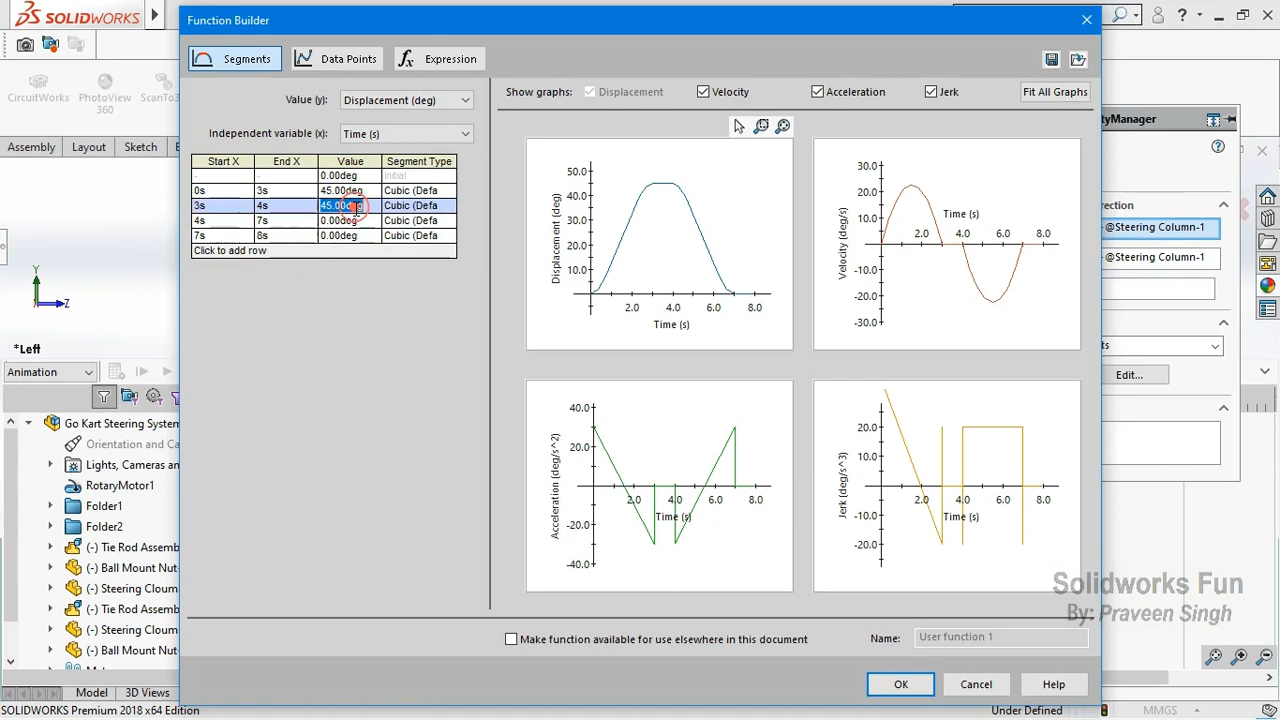 SOLIDWORKS
Function Builder
?
Segments
Data Points
fx Expression
CircuitWorks
PhotoView
360
ScanTo3
Assembly
Layout
Sketch
Value (y):
Displacement (deg)
Independent variable (x):
Time (s)
Start X
End X
Value
Segment Type
-
-
0.00deg
Initial
0s
3s
45.00deg
Cubic (Defa
3s
4s
45.00deg
Cubic (Defa
4s
7s
0.00deg
Cubic (Defa
7s
8s
0.00deg
Cubic (Defa
Click to add row
Show graphs:
Displacement
Velocity
Acceleration
Jerk
Fit All Graphs
Displacement (deg)
50.0
40.0
30.0
20.0
10.0
2.0
4.0
6.0
8.0
Time (s)
Velocity (deg/s)
30.0
20.0
10.0
-10.0
-20.0
-30.0
Time (s)
2.0
4.0
6.0
8.0
Acceleration (deg/s^2)
40.0
20.0
-20.0
-40.0
2.0
4.0
6.0
8.0
Time (s)
Jerk (deg/s^3)
20.0
10.0
-10.0
-20.0
2.0
4.0
6.0
8.0
Time (s)
Make function available for use elsewhere in this document
Name:
User function 1
OK
Cancel
Help
Y
Z
*Left
Animation
Go Kart Steering System
Orientation and Ca
Lights, Cameras an
RotaryMotor1
Folder1
Folder2
(-) Tie Rod Assemb
(-) Ball Mount Nut-
(-) Steering Cloum
(-) Tie Rod Assemb
(-) Steering Cloum
(-) Ball Mount Nut-
Model
3D Views
SOLIDWORKS Premium 2018 x64 Edition
Under Defined
MMGS
tyManager
?
irection
@Steering Column-1
@Steering Column-1
ts
Edit...
Solidworks Fun
By: Praveen Singh